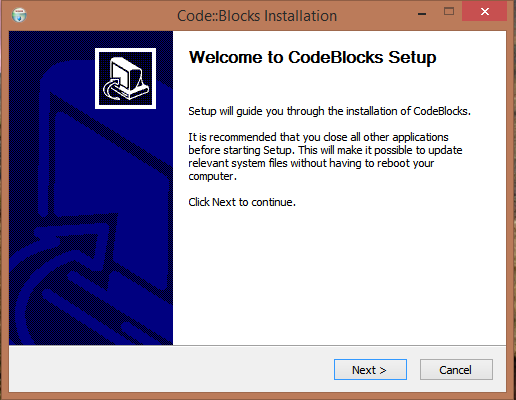 Code::Blocks Installation
Welcome to CodeBlocks Setup
Setup will guide you through the installation of CodeBlocks.
It is recommended that you close all other applications
before starting Setup. This will make it possible to update
relevant system files without having to reboot your
computer.
Click Next to continue.
Next >
Cancel